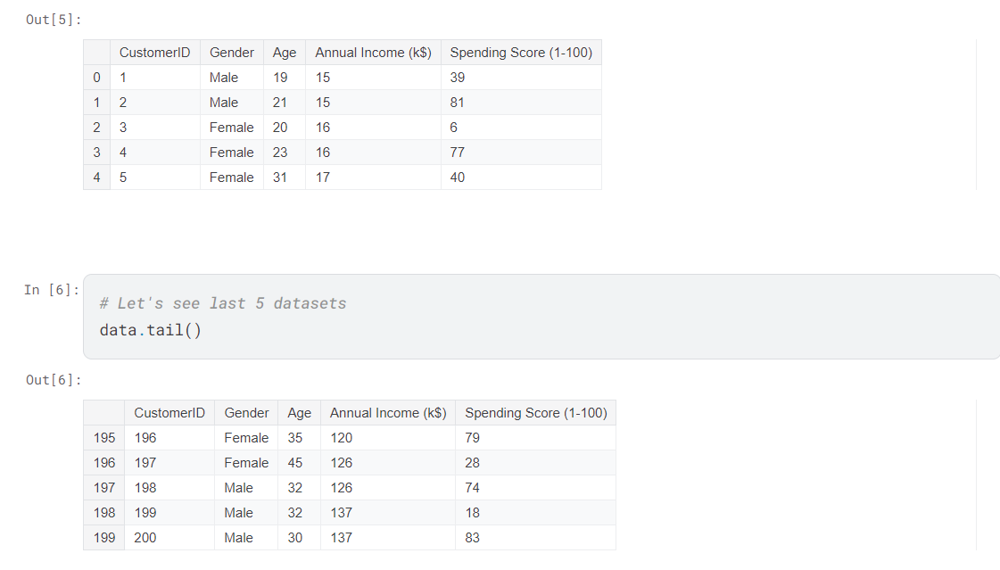 Out[5]:
CustomerID Gender Age Annual Income (k$) Spending Score (1-100)
0 1 Male 19 15 39
1 2 Male 21 15 81
2 3 Female 20 16 6
3 4 Female 23 16 77
4 5 Female 31 17 40
In [6]:
# Let's see last 5 datasets
data.tail()
Out[6]:
CustomerID Gender Age Annual Income (k$) Spending Score (1-100)
195 196 Female 35 120 79
196 197 Female 45 126 28
197 198 Male 32 126 74
198 199 Male 32 137 18
199 200 Male 30 137 83